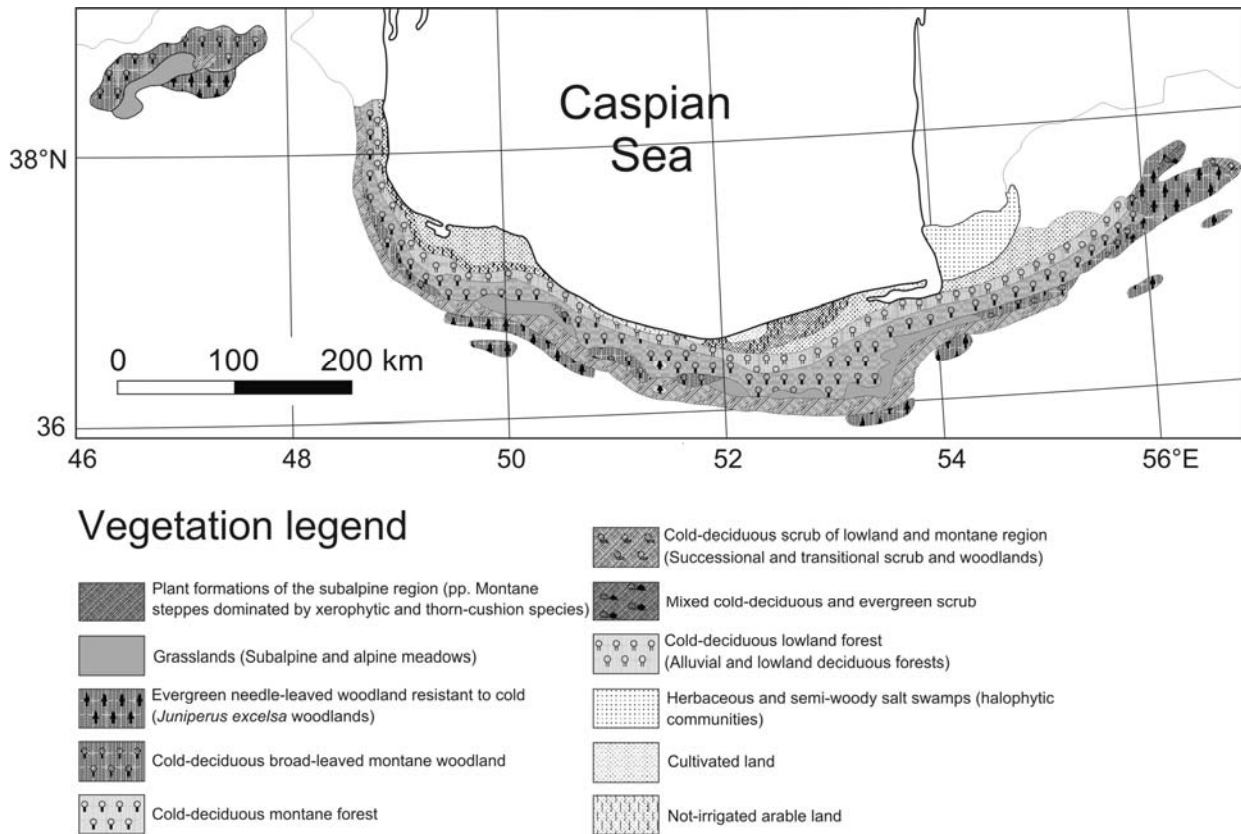 Caspian
Sea
38°N
0 100 200 km
36
46 48 50 52 54 56°E
Vegetation legend
Plant formations of the subalpine region (pp. Montane
steppes dominated by xerophytic and thorn-cushion species)
Grasslands (Subalpine and alpine meadows)
Evergreen needle-leaved woodland resistant to cold
(Juniperus excelsa woodlands)
Cold-deciduous broad-leaved montane woodland
Cold-deciduous montane forest
Cold-deciduous scrub of lowland and montane region
(Successional and transitional scrub and woodlands)
Mixed cold-deciduous and evergreen scrub
Cold-deciduous lowland forest
(Alluvial and lowland deciduous forests)
Herbaceous and semi-woody salt swamps (halophytic
communities)
Cultivated land
Not-irrigated arable land